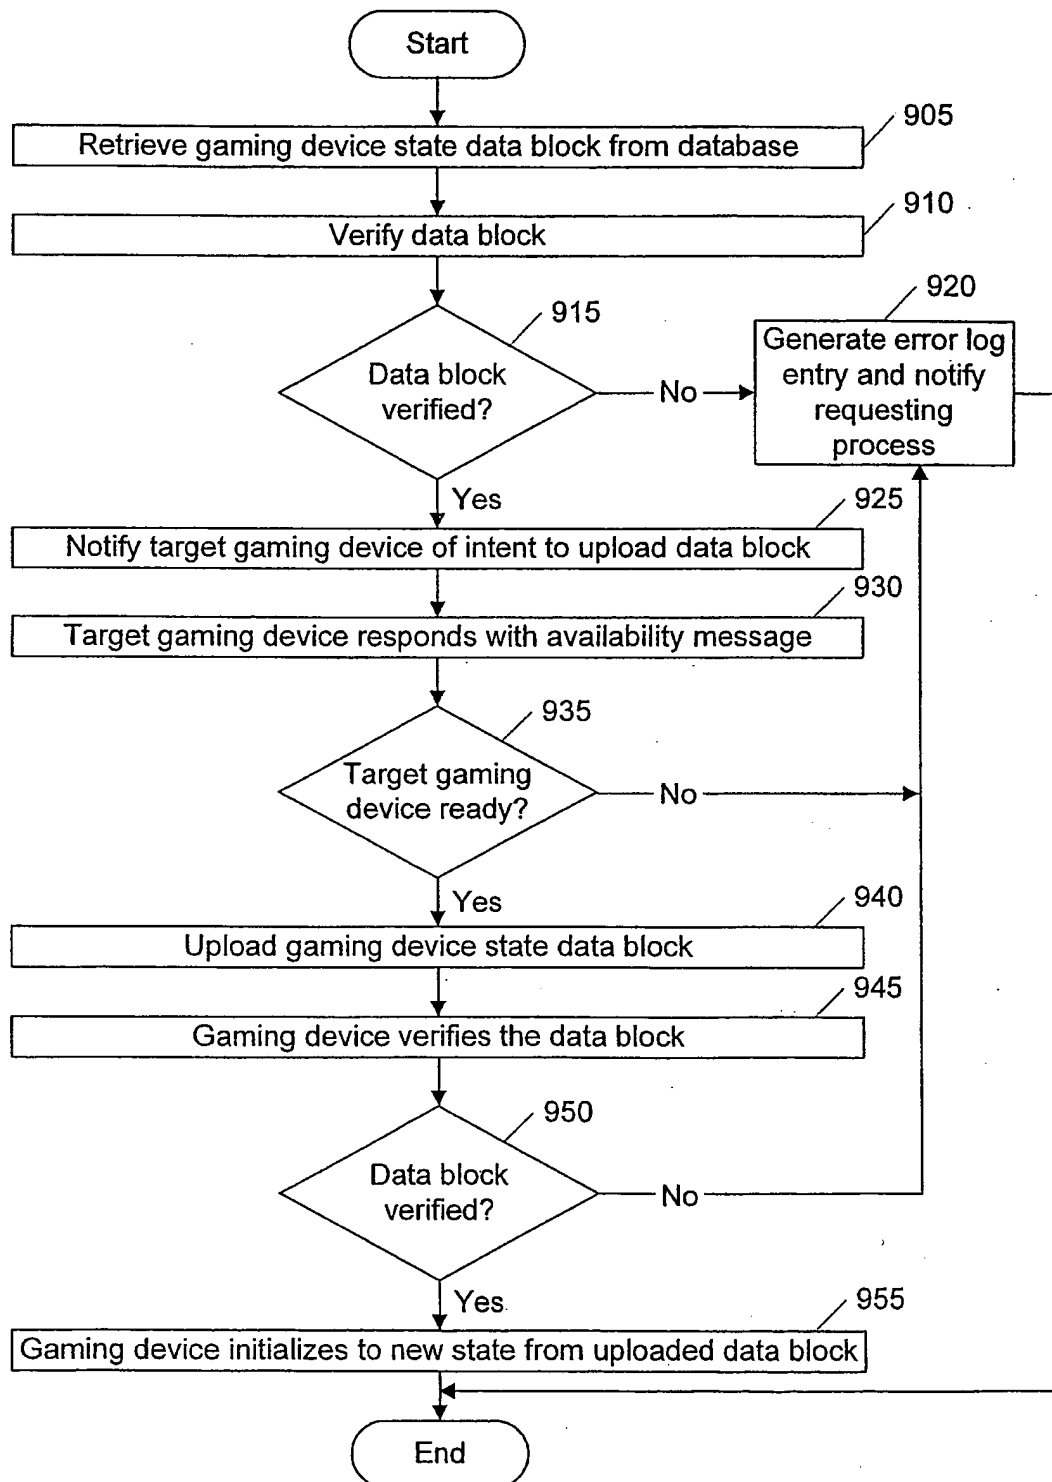 Start
905
Retrieve gaming device state data block from database
910
Verify data block
915
920
Data block
verified?
No
Generate error log
entry and notify
requesting
process
Yes
925
Notify target gaming device of intent to upload data block
930
Target gaming device responds with availability message
935
Target gaming
device ready?
No
Yes
940
Upload gaming device state data block
945
Gaming device verifies the data block
950
Data block
verified?
No
Yes
955
Gaming device initializes to new state from uploaded data block
End